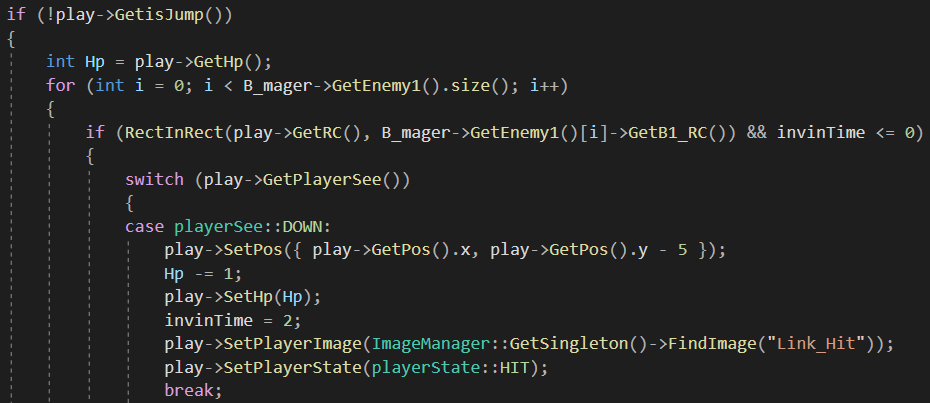 if (!play->GetisJump())
{
int Hp = play->GetHp();
for (int i = 0; i < B_mager->GetEnemy1().size(); i++)
{
if (RectInRect(play->GetRC(), B_mager->GetEnemy1()[i]->GetB1_RC()) && invinTime <= 0)
{
switch (play->GetPlayerSee())
{
case playerSee::DOWN:
play->SetPos({ play->GetPos().x, play->GetPos().y - 5 });
Hp -= 1;
play->SetHp(Hp);
invinTime = 2;
play->SetPlayerImage(ImageManager::GetSingleton()->FindImage("Link_Hit"));
play->SetPlayerState(playerState::HIT);
break;